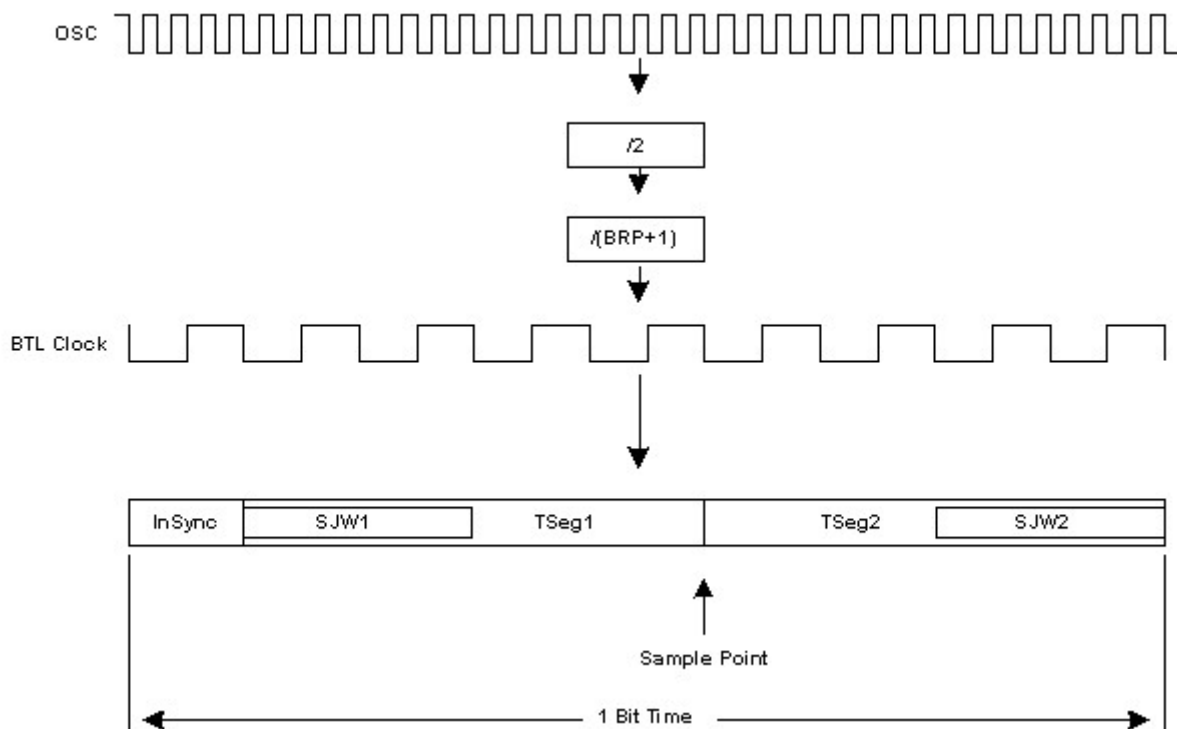 OSC
/2
/(BRP+1)
BTL Clock
InSync SJW1 TSeg1 TSeg2 SJW2
Sample Point
1 Bit Time